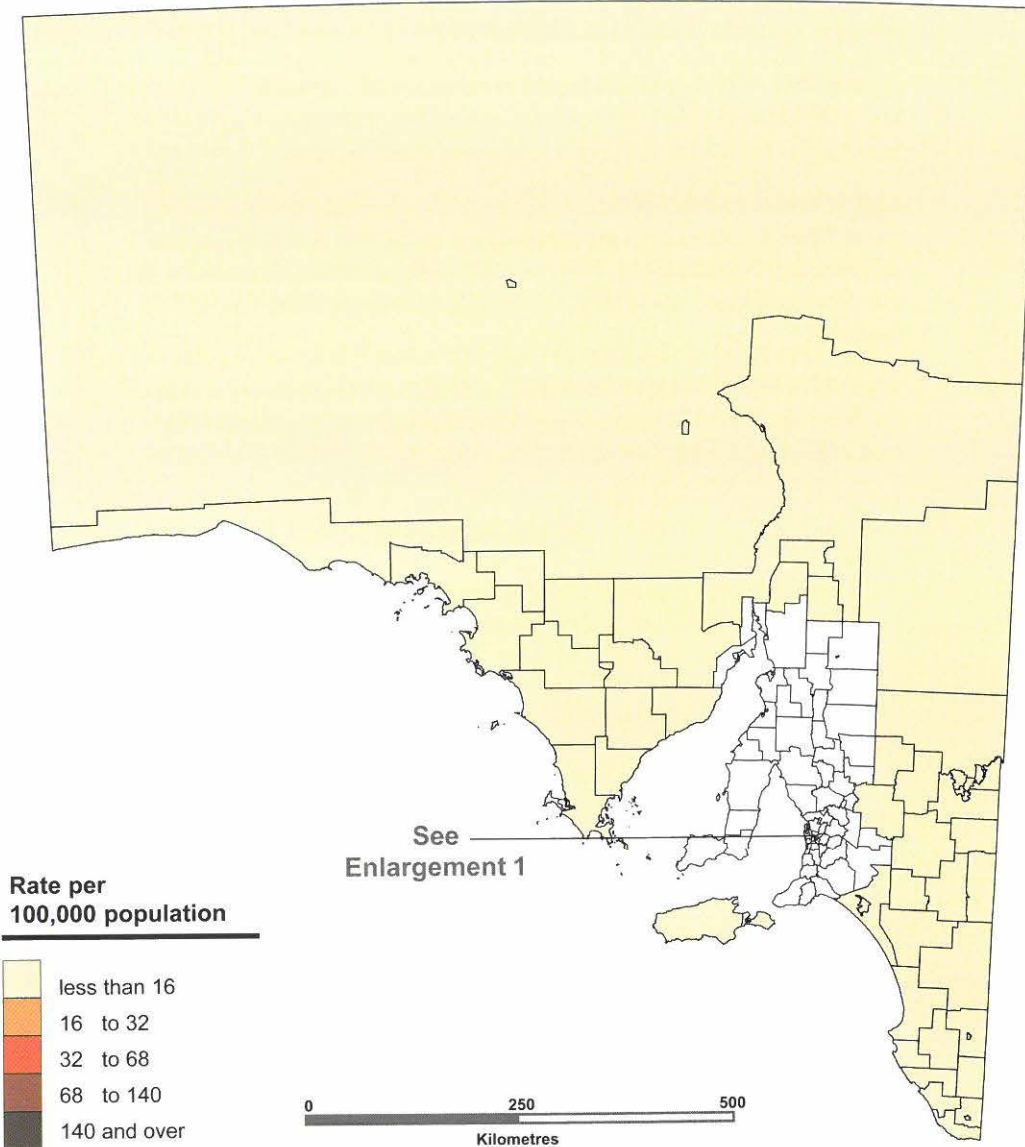 See
Enlargement 1
Rate per
100,000 population
less than 16
16 to 32
32 to 68
68 to 140
140 and over
0 250 500
Kilometres